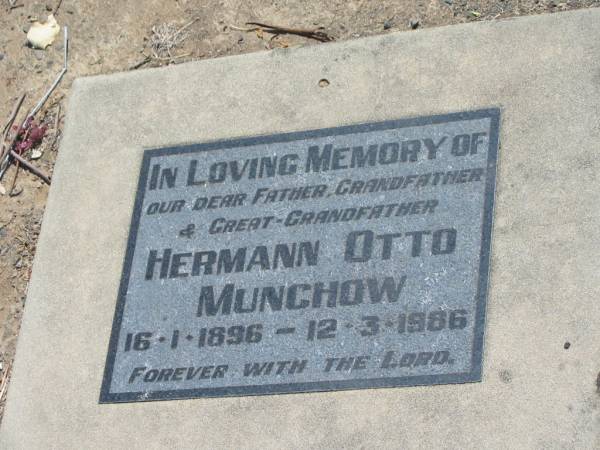 IN LOVING MEMORY OF
OUR DEAR FATHER, GRANDFATHER
& GREAT-GRANDFATHER
HERMANN OTTO
MUNCHOW
16·1·1896 – 12·3·1986
FOREVER WITH THE LORD.